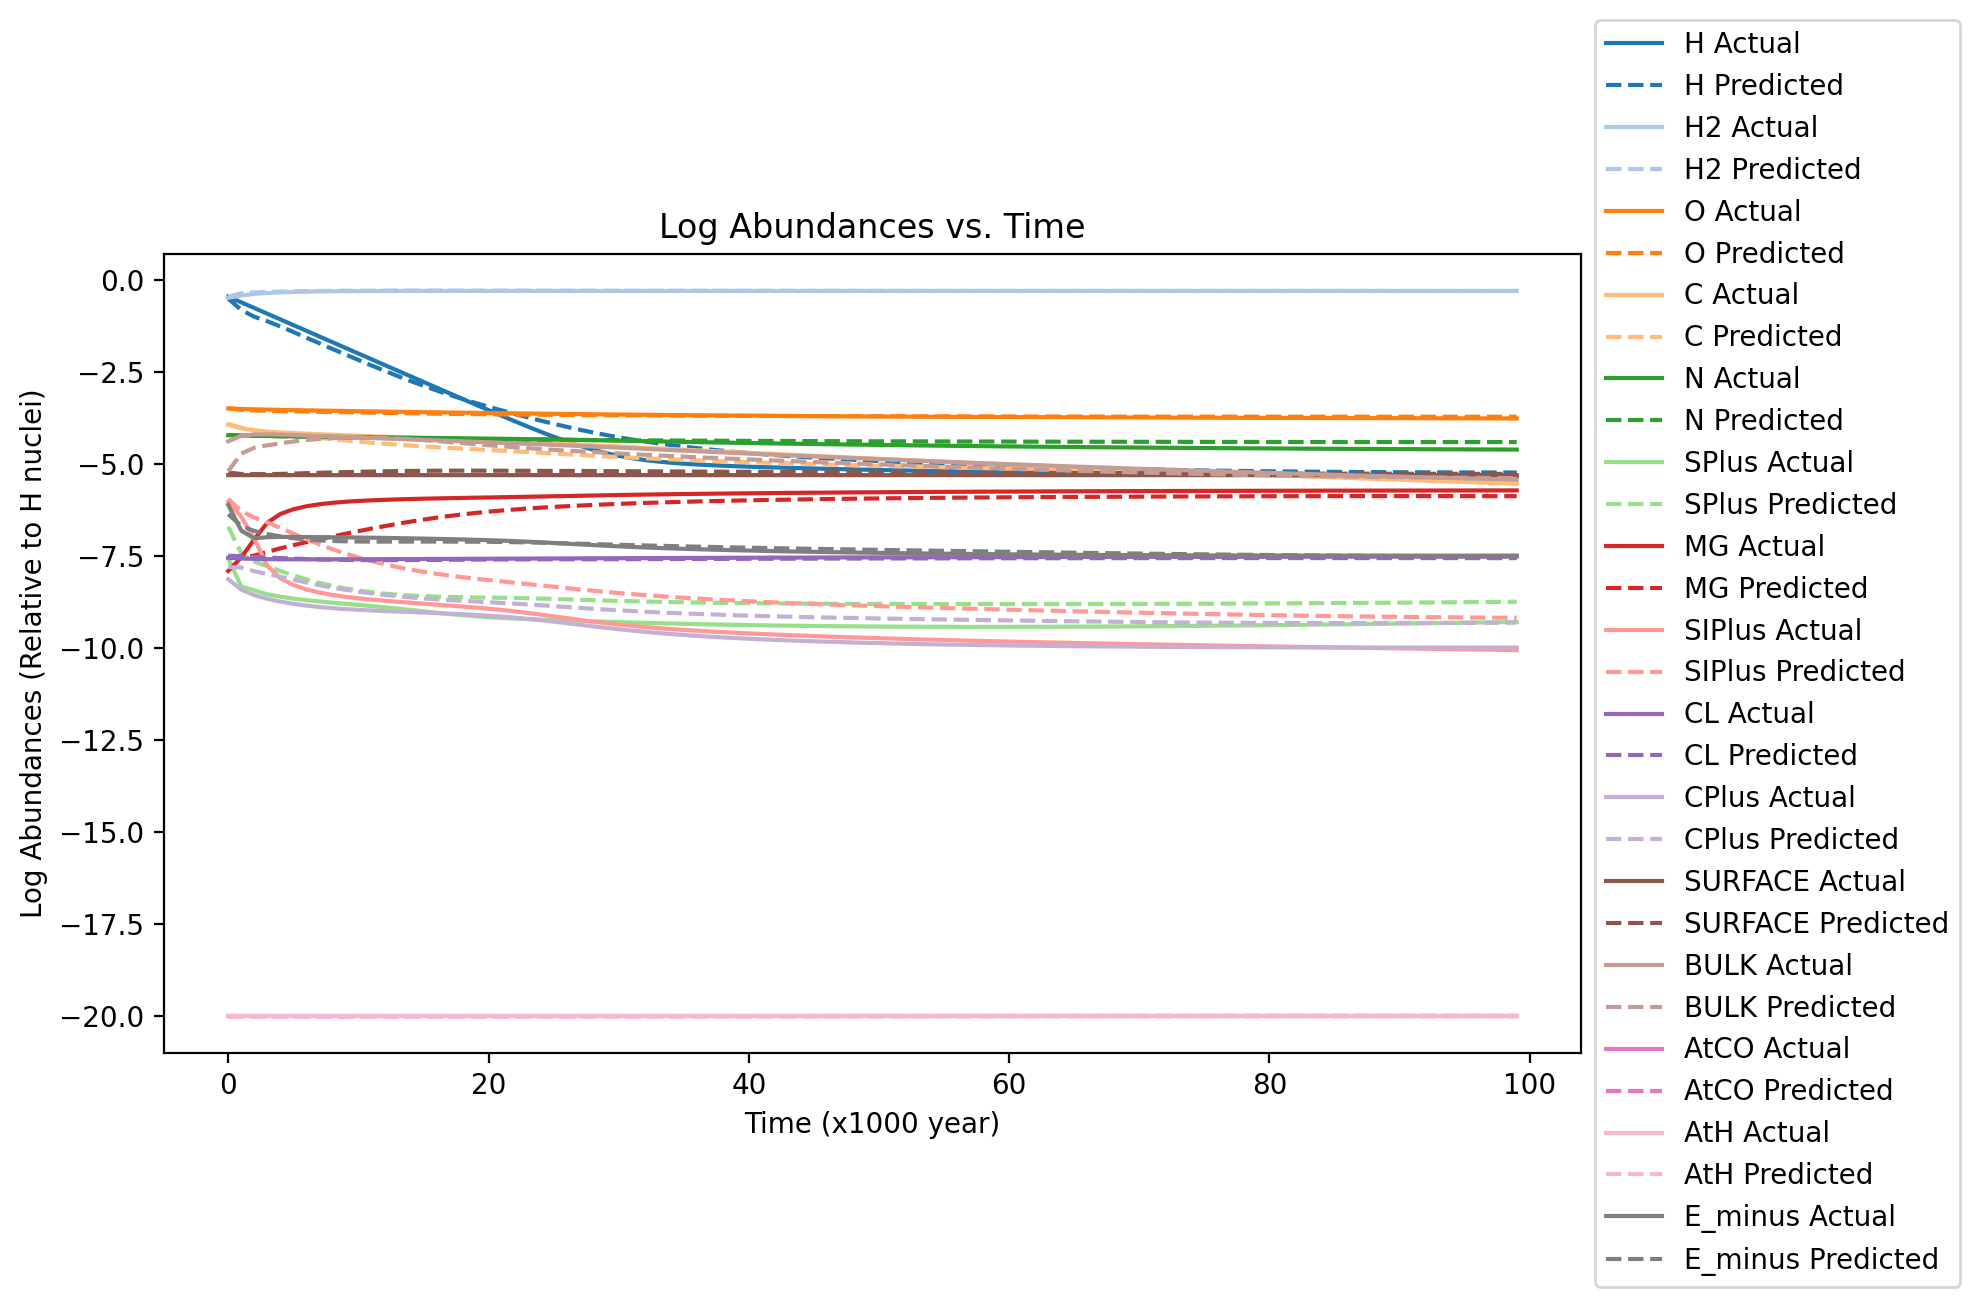 Log Abundances vs. Time
Log Abundances (Relative to H nuclei)
0.0
−2.5
−5.0
−7.5
−10.0
−12.5
−15.0
−17.5
−20.0
0
20
40
60
80
100
Time (x1000 year)
H Actual
H Predicted
H2 Actual
H2 Predicted
O Actual
O Predicted
C Actual
C Predicted
N Actual
N Predicted
SPlus Actual
SPlus Predicted
MG Actual
MG Predicted
SIPlus Actual
SIPlus Predicted
CL Actual
CL Predicted
CPlus Actual
CPlus Predicted
SURFACE Actual
SURFACE Predicted
BULK Actual
BULK Predicted
AtCO Actual
AtCO Predicted
AtH Actual
AtH Predicted
E_minus Actual
E_minus Predicted